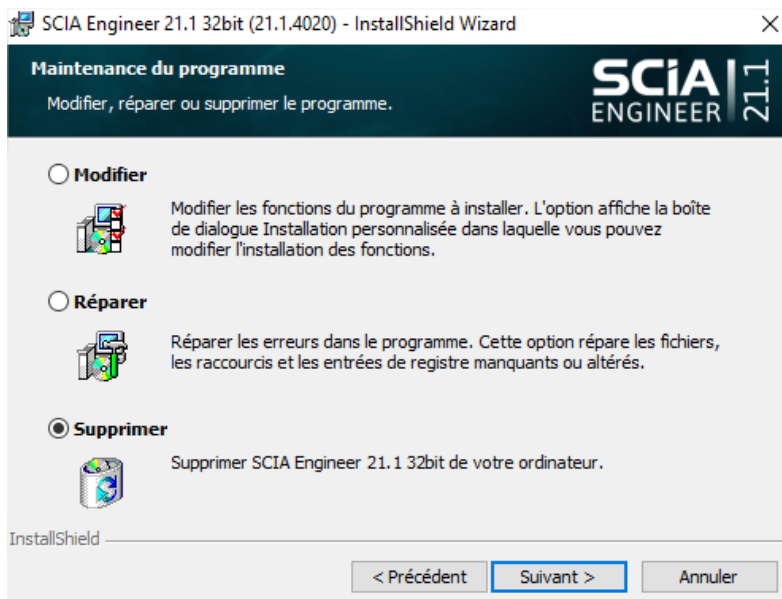 SCIA Engineer 21.1 32bit (21.1.4020) - InstallShield Wizard
Maintenance du programme
Modifier, réparer ou supprimer le programme.
SCiA
ENGINEER
21.1
Modifier
Modifier les fonctions du programme à installer. L'option affiche la boîte
de dialogue Installation personnalisée dans laquelle vous pouvez
modifier l'installation des fonctions.
Réparer
Réparer les erreurs dans le programme. Cette option répare les fichiers,
les raccourcis et les entrées de registre manquants ou altérés.
Supprimer
Supprimer SCIA Engineer 21.1 32bit de votre ordinateur.
InstallShield
< Précédent
Suivant >
Annuler